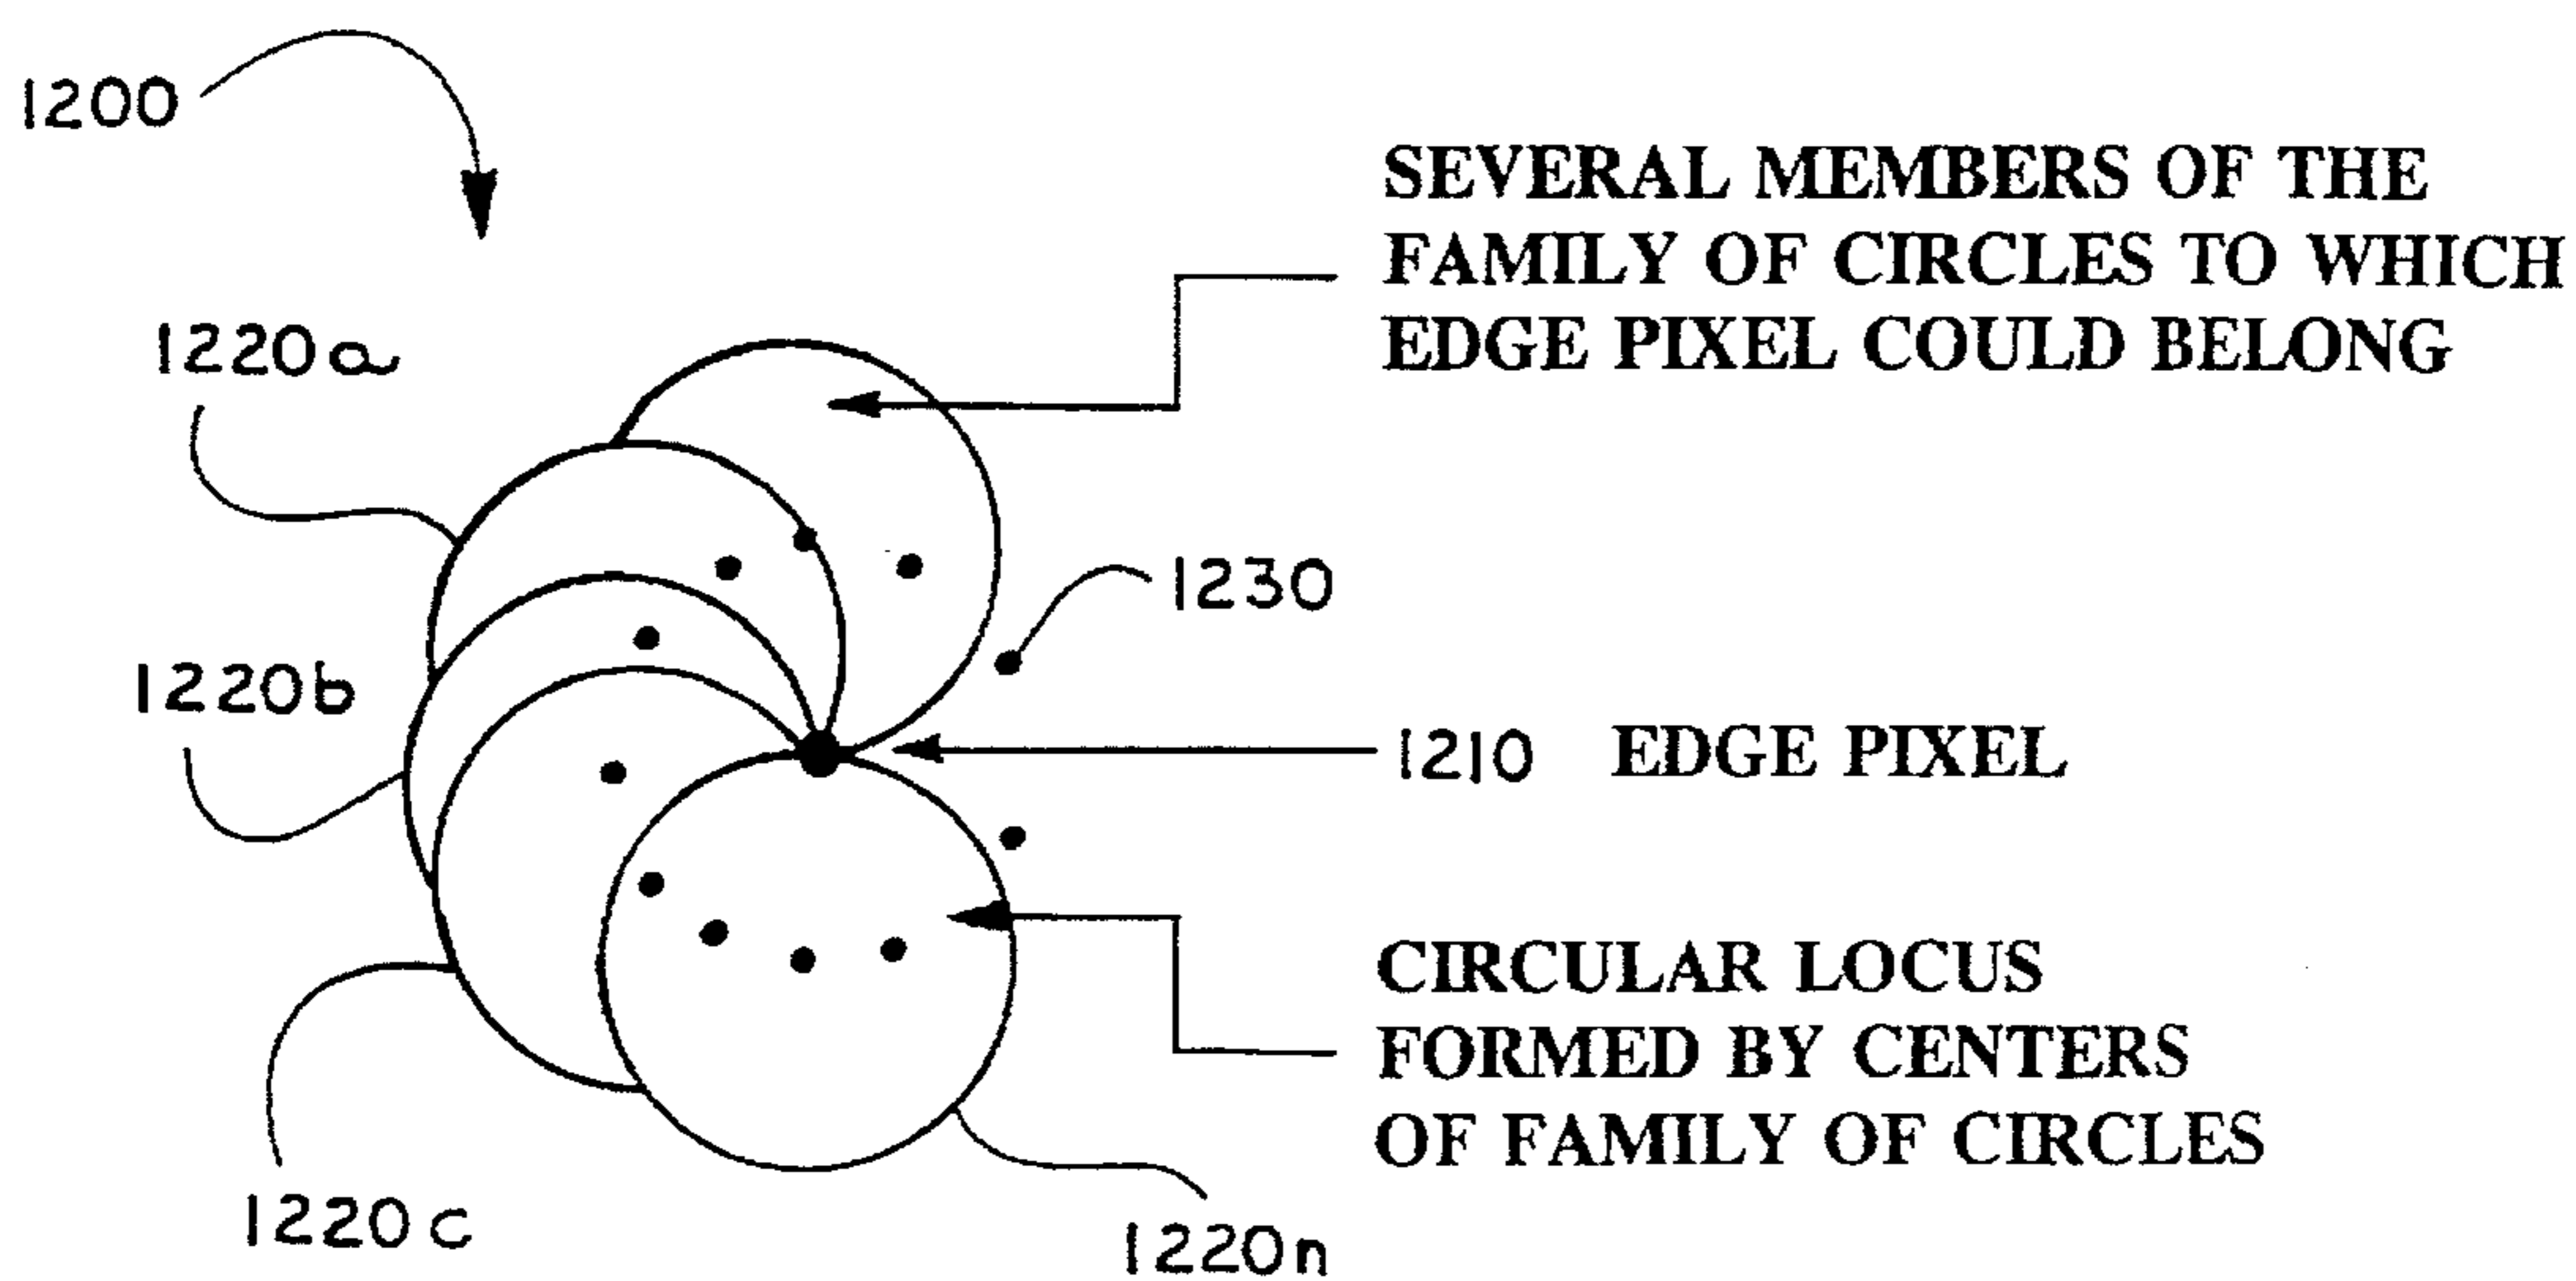 1200
SEVERAL MEMBERS OF THE
FAMILY OF CIRCLES TO WHICH
EDGE PIXEL COULD BELONG
1220a
1230
1220b
1210 EDGE PIXEL
CIRCULAR LOCUS
FORMED BY CENTERS
OF FAMILY OF CIRCLES
1220c
1220n